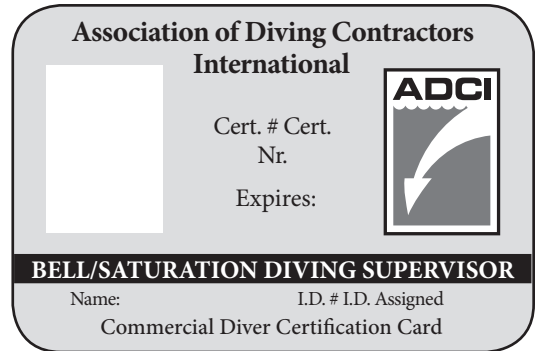 Association of Diving Contractors
International
ADCI
Cert. # Cert.
Nr.
Expires:
BELL/SATURATION DIVING SUPERVISOR
Name: I.D. # I.D. Assigned
Commercial Diver Certification Card